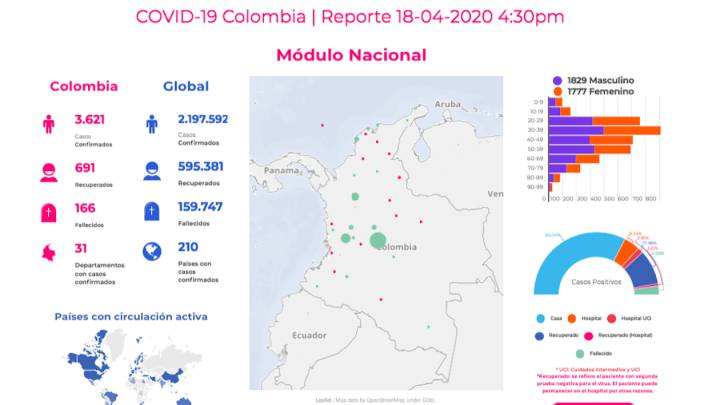 COVID-19 Colombia | Reporte 18-04-2020 4:30pm
Módulo Nacional
Colombia
3.621
Casos
Confirmados
691
Recuperados
166
Fallecidos
31
Departamentos
con casos
confirmados
Global
2.197.592
Casos
Confirmados
595.381
Recuperados
159.747
Fallecidos
210
Países con
casos
confirmados
Países con circulación activa
Aruba
Panama
Ven
Colombia
Ecuador
Leaflet | Map data by OpenStreetMap, under ODbL.
1829 Masculino
1777 Femenino
0-9
10-19
20-29
30-39
40-49
50-59
60-69
70-79
80-89
90-99
0 100 200 300 400 500 600 700 800
Casos Positivos
Casa
Hospital
Hospital UCI
Recuperado
Recuperado (Hospital)
Fallecido
* UCI: Cuidados Intermedios y UCI
*Recuperado: se refiere al paciente con segunda
prueba negativa para el virus. El paciente puede
permanecer en el hospital por otras razones.